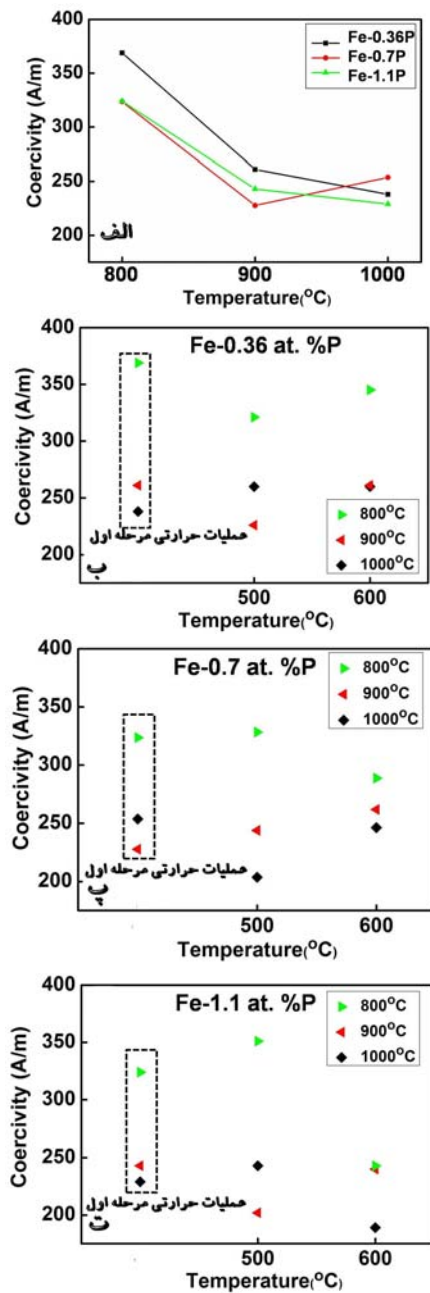 400
Fe-0.36P
Fe-0.7P
Fe-1.1P
350
300
250
200
Coercivity (A/m)
الف
800 900 1000
Temperature(°C)
Fe-0.36 at. %P
400
350
300
250
200
Coercivity (A/m)
800°C
900°C
1000°C
عملیات حرارتی مرحله اول
ب
500 600
Temperature(°C)
Fe-0.7 at. %P
400
350
300
250
200
Coercivity (A/m)
800°C
900°C
1000°C
عملیات حرارتی مرحله اول
پ
500 600
Temperature(°C)
Fe-1.1 at. %P
400
350
300
250
200
Coercivity (A/m)
800°C
900°C
1000°C
عملیات حرارتی مرحله اول
ت
500 600
Temperature(°C)